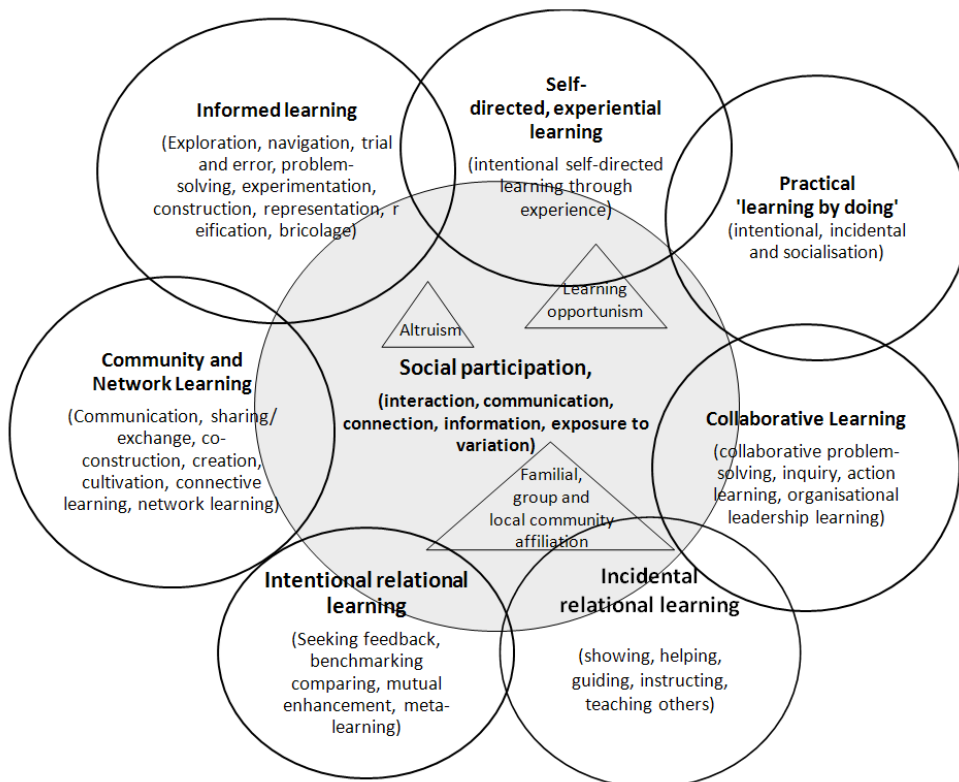 Informed learning
(Exploration, navigation, trial
and error, problem-
solving, experimentation,
construction, representation, r
eification, bricolage)
Self-
directed, experiential
learning
(intentional self-directed
learning through
experience)
Practical
'learning by doing'
(intentional, incidental
and socialisation)
Altruism
Learning
opportunism
Community and
Network Learning
(Communication, sharing/
exchange, co-
construction, creation,
cultivation, connective
learning, network learning)
Social participation,
(interaction, communication,
connection, information, exposure to
variation)
Collaborative Learning
(collaborative problem-
solving, inquiry, action
learning, organisational
leadership learning)
Familial,
group and
local community
affiliation
Intentional relational
learning
(Seeking feedback,
benchmarking
comparing, mutual
enhancement, meta-
learning)
Incidental
relational learning
(showing, helping,
guiding, instructing,
teaching others)